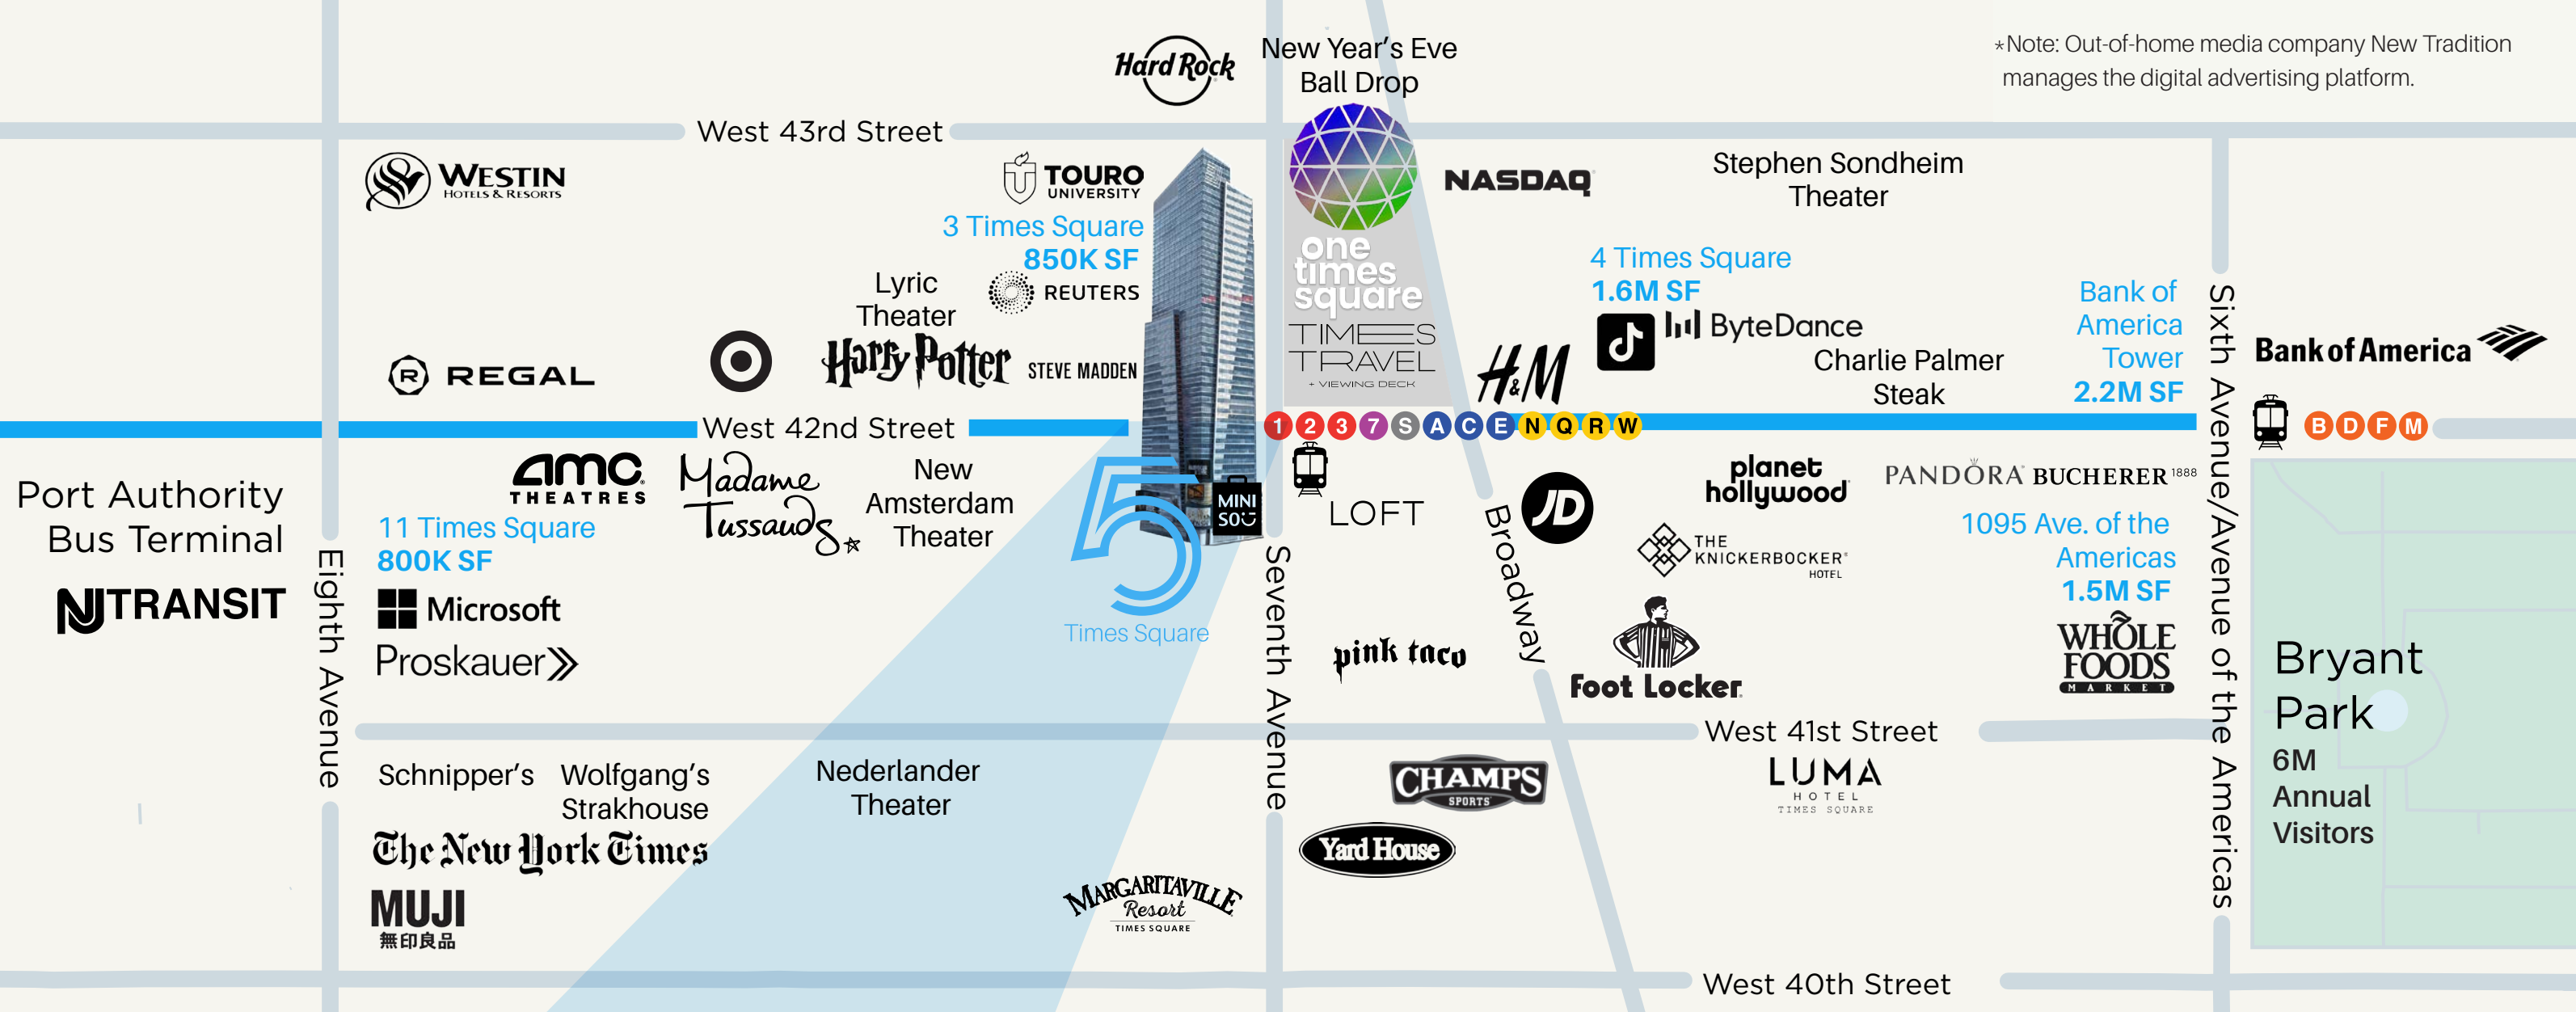 New Year’s Eve
Ball Drop
*Note: Out-of-home media company New Tradition
manages the digital advertising platform.
Hard Rock
West 43rd Street
WESTIN
HOTELS & RESORTS
TOURO
UNIVERSITY
3 Times Square
850K SF
REUTERS
Lyric
Theater
Harry Potter
STEVE MADDEN
R REGAL
one
times
square
TIMES
TRAVEL
+ VIEWING DECK
NASDAQ
Stephen Sondheim
Theater
4 Times Square
1.6M SF
ByteDance
H&M
Charlie Palmer
Steak
Bank of
America
Tower
2.2M SF
Bank of America
West 42nd Street
1 2 3 7 S A C E N Q R W
B D F M
Port Authority
Bus Terminal
NJ TRANSIT
Eighth Avenue
amc
THEATRES
Madame
Tussauds
New
Amsterdam
Theater
11 Times Square
800K SF
Microsoft
Proskauer
5
Times Square
MINI
SO
Seventh Avenue
LOFT
pink taco
Broadway
JD
planet
hollywood
THE
KNICKERBOCKER
HOTEL
Foot Locker
PANDORA
BUCHERER 1888
1095 Ave. of the
Americas
1.5M SF
WHOLE
FOODS
MARKET
Sixth Avenue/Avenue of the Americas
Bryant
Park
6M
Annual
Visitors
West 41st Street
Schnipper’s
Wolfgang’s
Strakhouse
The New York Times
MUJI
無印良品
Nederlander
Theater
MARGARITAVILLE
Resort
TIMES SQUARE
CHAMPS
SPORTS
Yard House
LUMA
HOTEL
TIMES SQUARE
West 40th Street